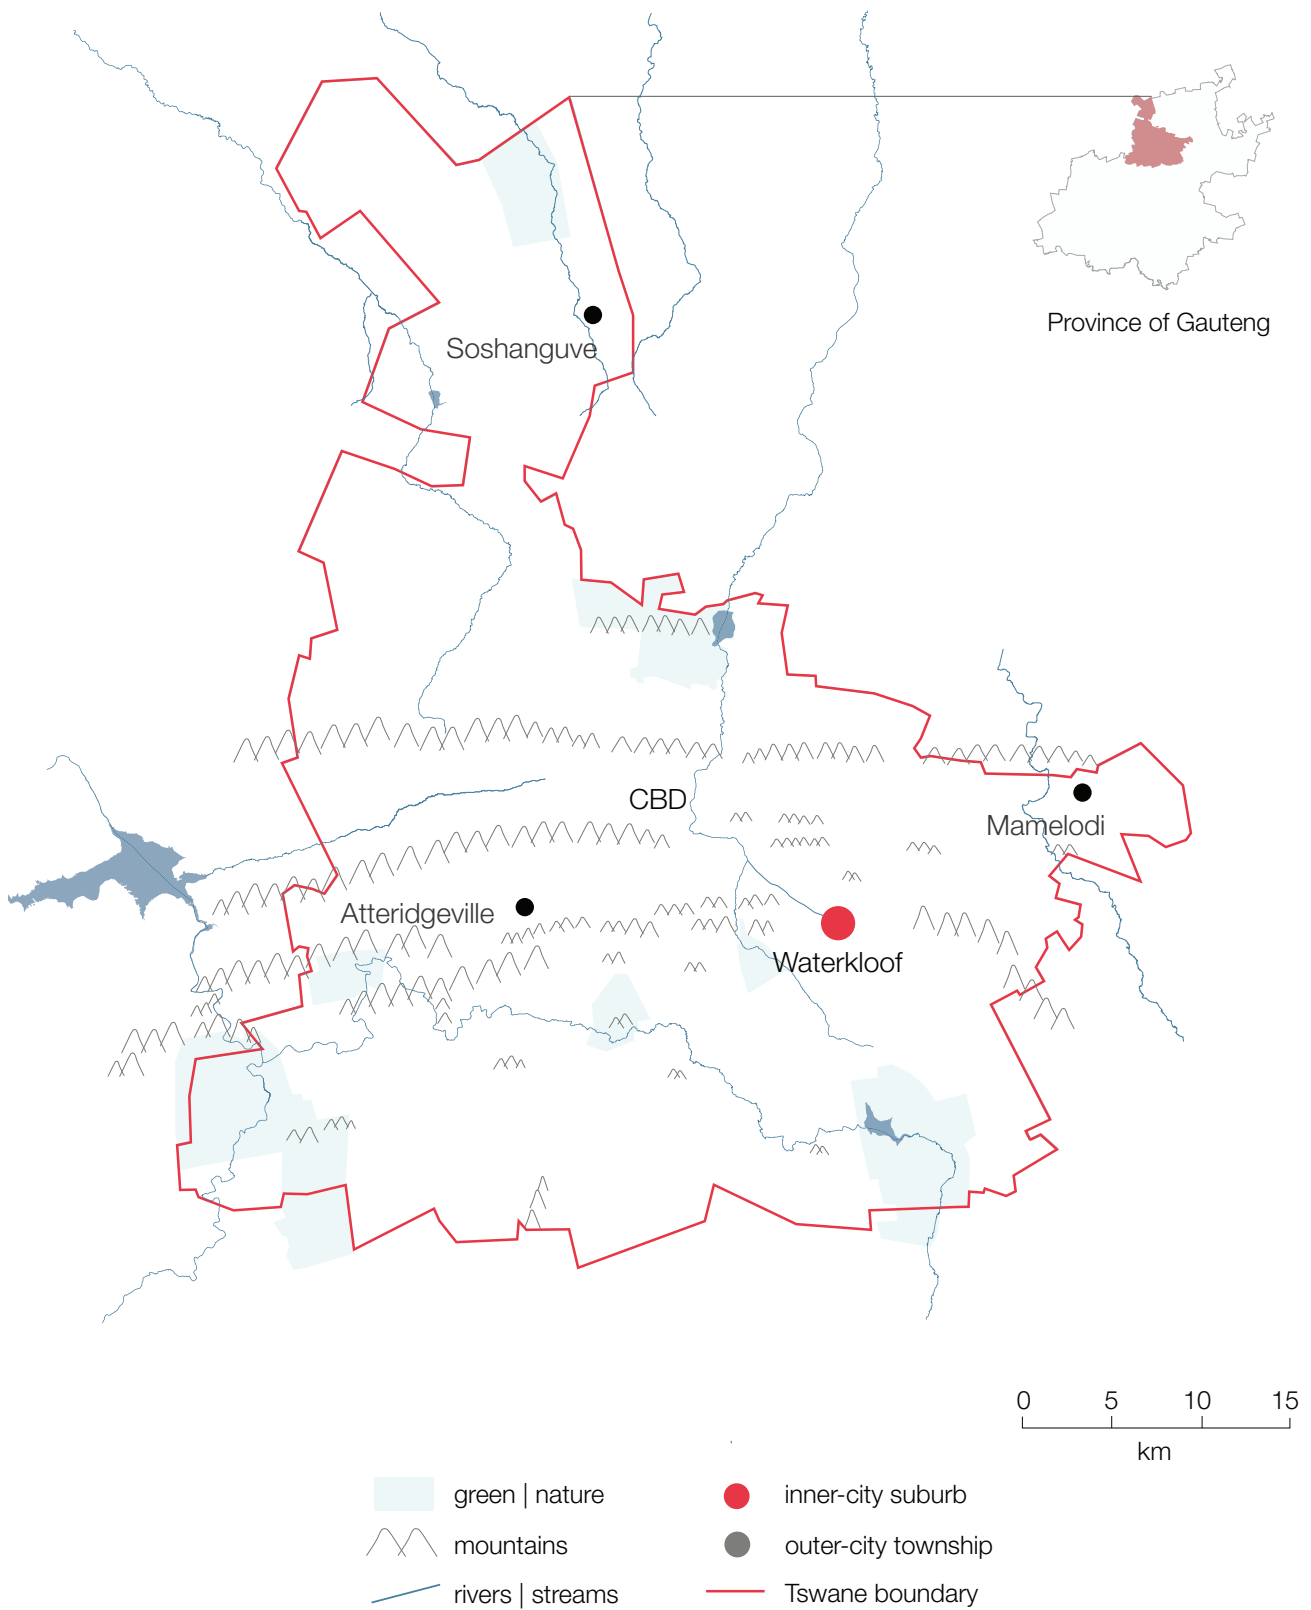 Province of Gauteng
Soshanguve
CBD
Mamelodi
Atteridgeville
Waterkloof
0 5 10 15
km
green | nature
inner-city suburb
mountains
outer-city township
rivers | streams
Tswane boundary